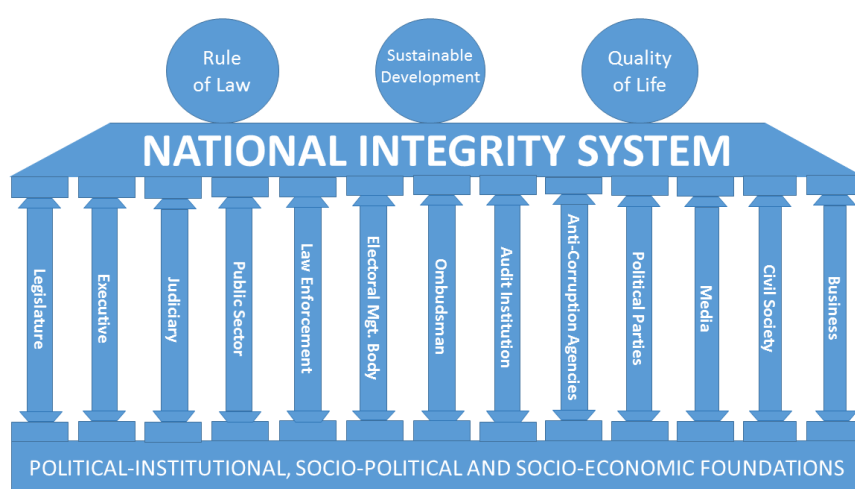 Rule
of Law
Sustainable
Development
Quality
of Life
NATIONAL INTEGRITY SYSTEM
Legislature
Executive
Judiciary
Public Sector
Law Enforcement
Electoral Mgt. Body
Ombudsman
Audit Institution
Anti-Corruption Agencies
Political Parties
Media
Civil Society
Business
POLITICAL-INSTITUTIONAL, SOCIO-POLITICAL AND SOCIO-ECONOMIC FOUNDATIONS